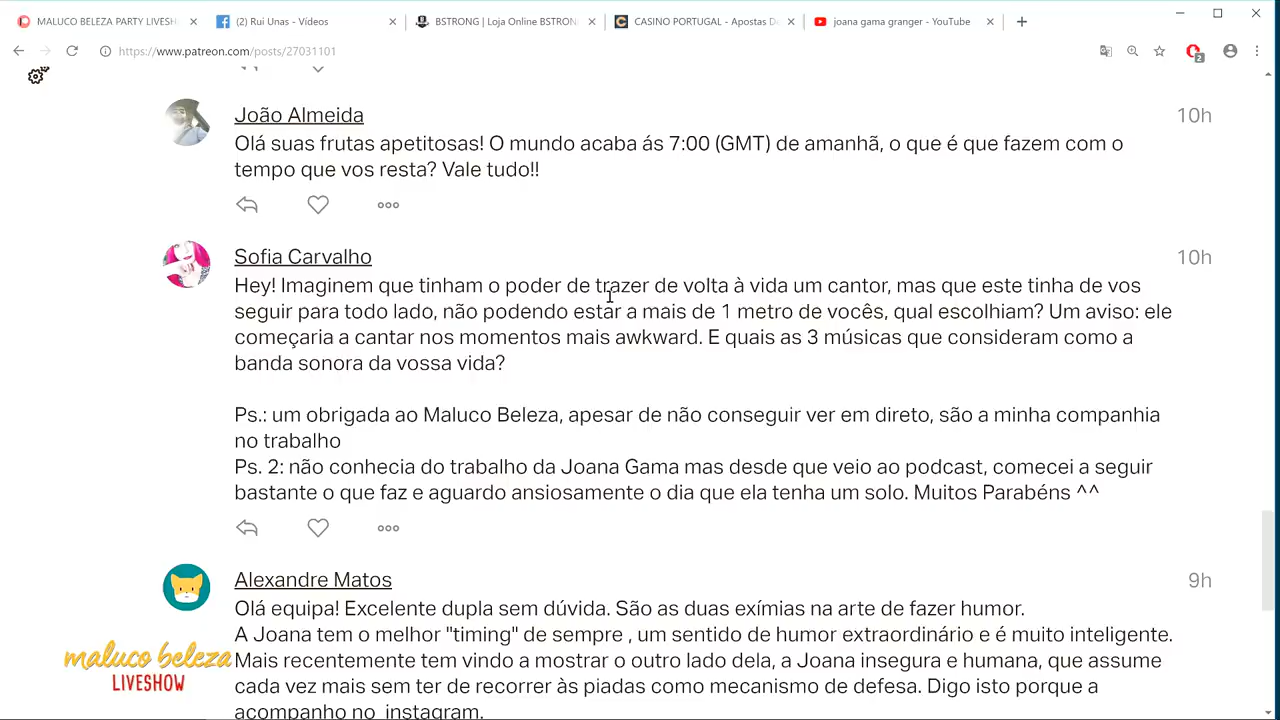 MALUCO BELEZA PARTY LIVESH
(2) Rui Unas - Vídeos
BSTRONG | Loja Online BSTRON
CASINO PORTUGAL - Apostas De
joana gama granger - YouTube
https://www.patreon.com/posts/27031101
2
João Almeida
10h
Olá suas frutas apetitosas! O mundo acaba ás 7:00 (GMT) de amanhã, o que é que fazem com o
tempo que vos resta? Vale tudo!!
Sofia Carvalho
10h
Hey! Imaginem que tinham o poder de trazer de volta à vida um cantor, mas que este tinha de vos
seguir para todo lado, não podendo estar a mais de 1 metro de vocês, qual escolhiam? Um aviso: ele
começaria a cantar nos momentos mais awkward. E quais as 3 músicas que consideram como a
banda sonora da vossa vida?
Ps.: um obrigada ao Maluco Beleza, apesar de não conseguir ver em direto, são a minha companhia
no trabalho
Ps. 2: não conhecia do trabalho da Joana Gama mas desde que veio ao podcast, comecei a seguir
bastante o que faz e aguardo ansiosamente o dia que ela tenha um solo. Muitos Parabéns ^^
Alexandre Matos
9h
Olá equipa! Excelente dupla sem dúvida. São as duas exímias na arte de fazer humor.
A Joana tem o melhor "timing" de sempre , um sentido de humor extraordinário e é muito inteligente.
Mais recentemente tem vindo a mostrar o outro lado dela, a Joana insegura e humana, que assume
cada vez mais sem ter de recorrer às piadas como mecanismo de defesa. Digo isto porque a
acompanho no instagram.
maluco beleza
LIVESHOW